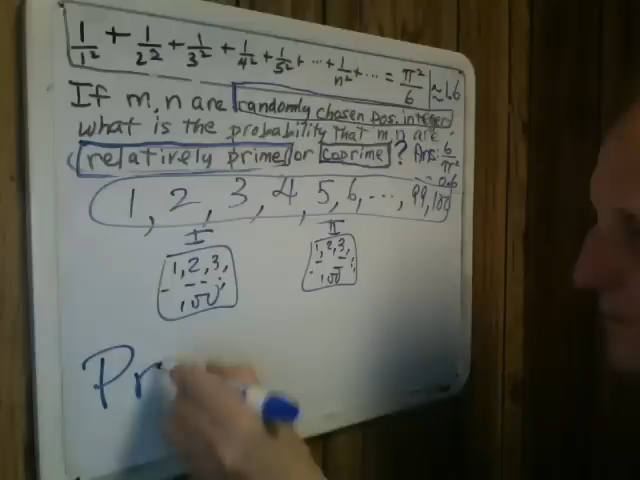 1/1² + 1/2² + 1/3² + 1/4² + 1/5² + ... + 1/n² + ... = π²/6 ≈1.6
If m, n are randomly chosen pos. integers
what is the probability that m, n are
relatively prime or coprime? Ans: 6/π²
≈ 0.6
1, 2, 3, 4, 5, 6, ..., 99, 100
I II
1, 2, 3, 1, 2, 3,
100 100
Pr